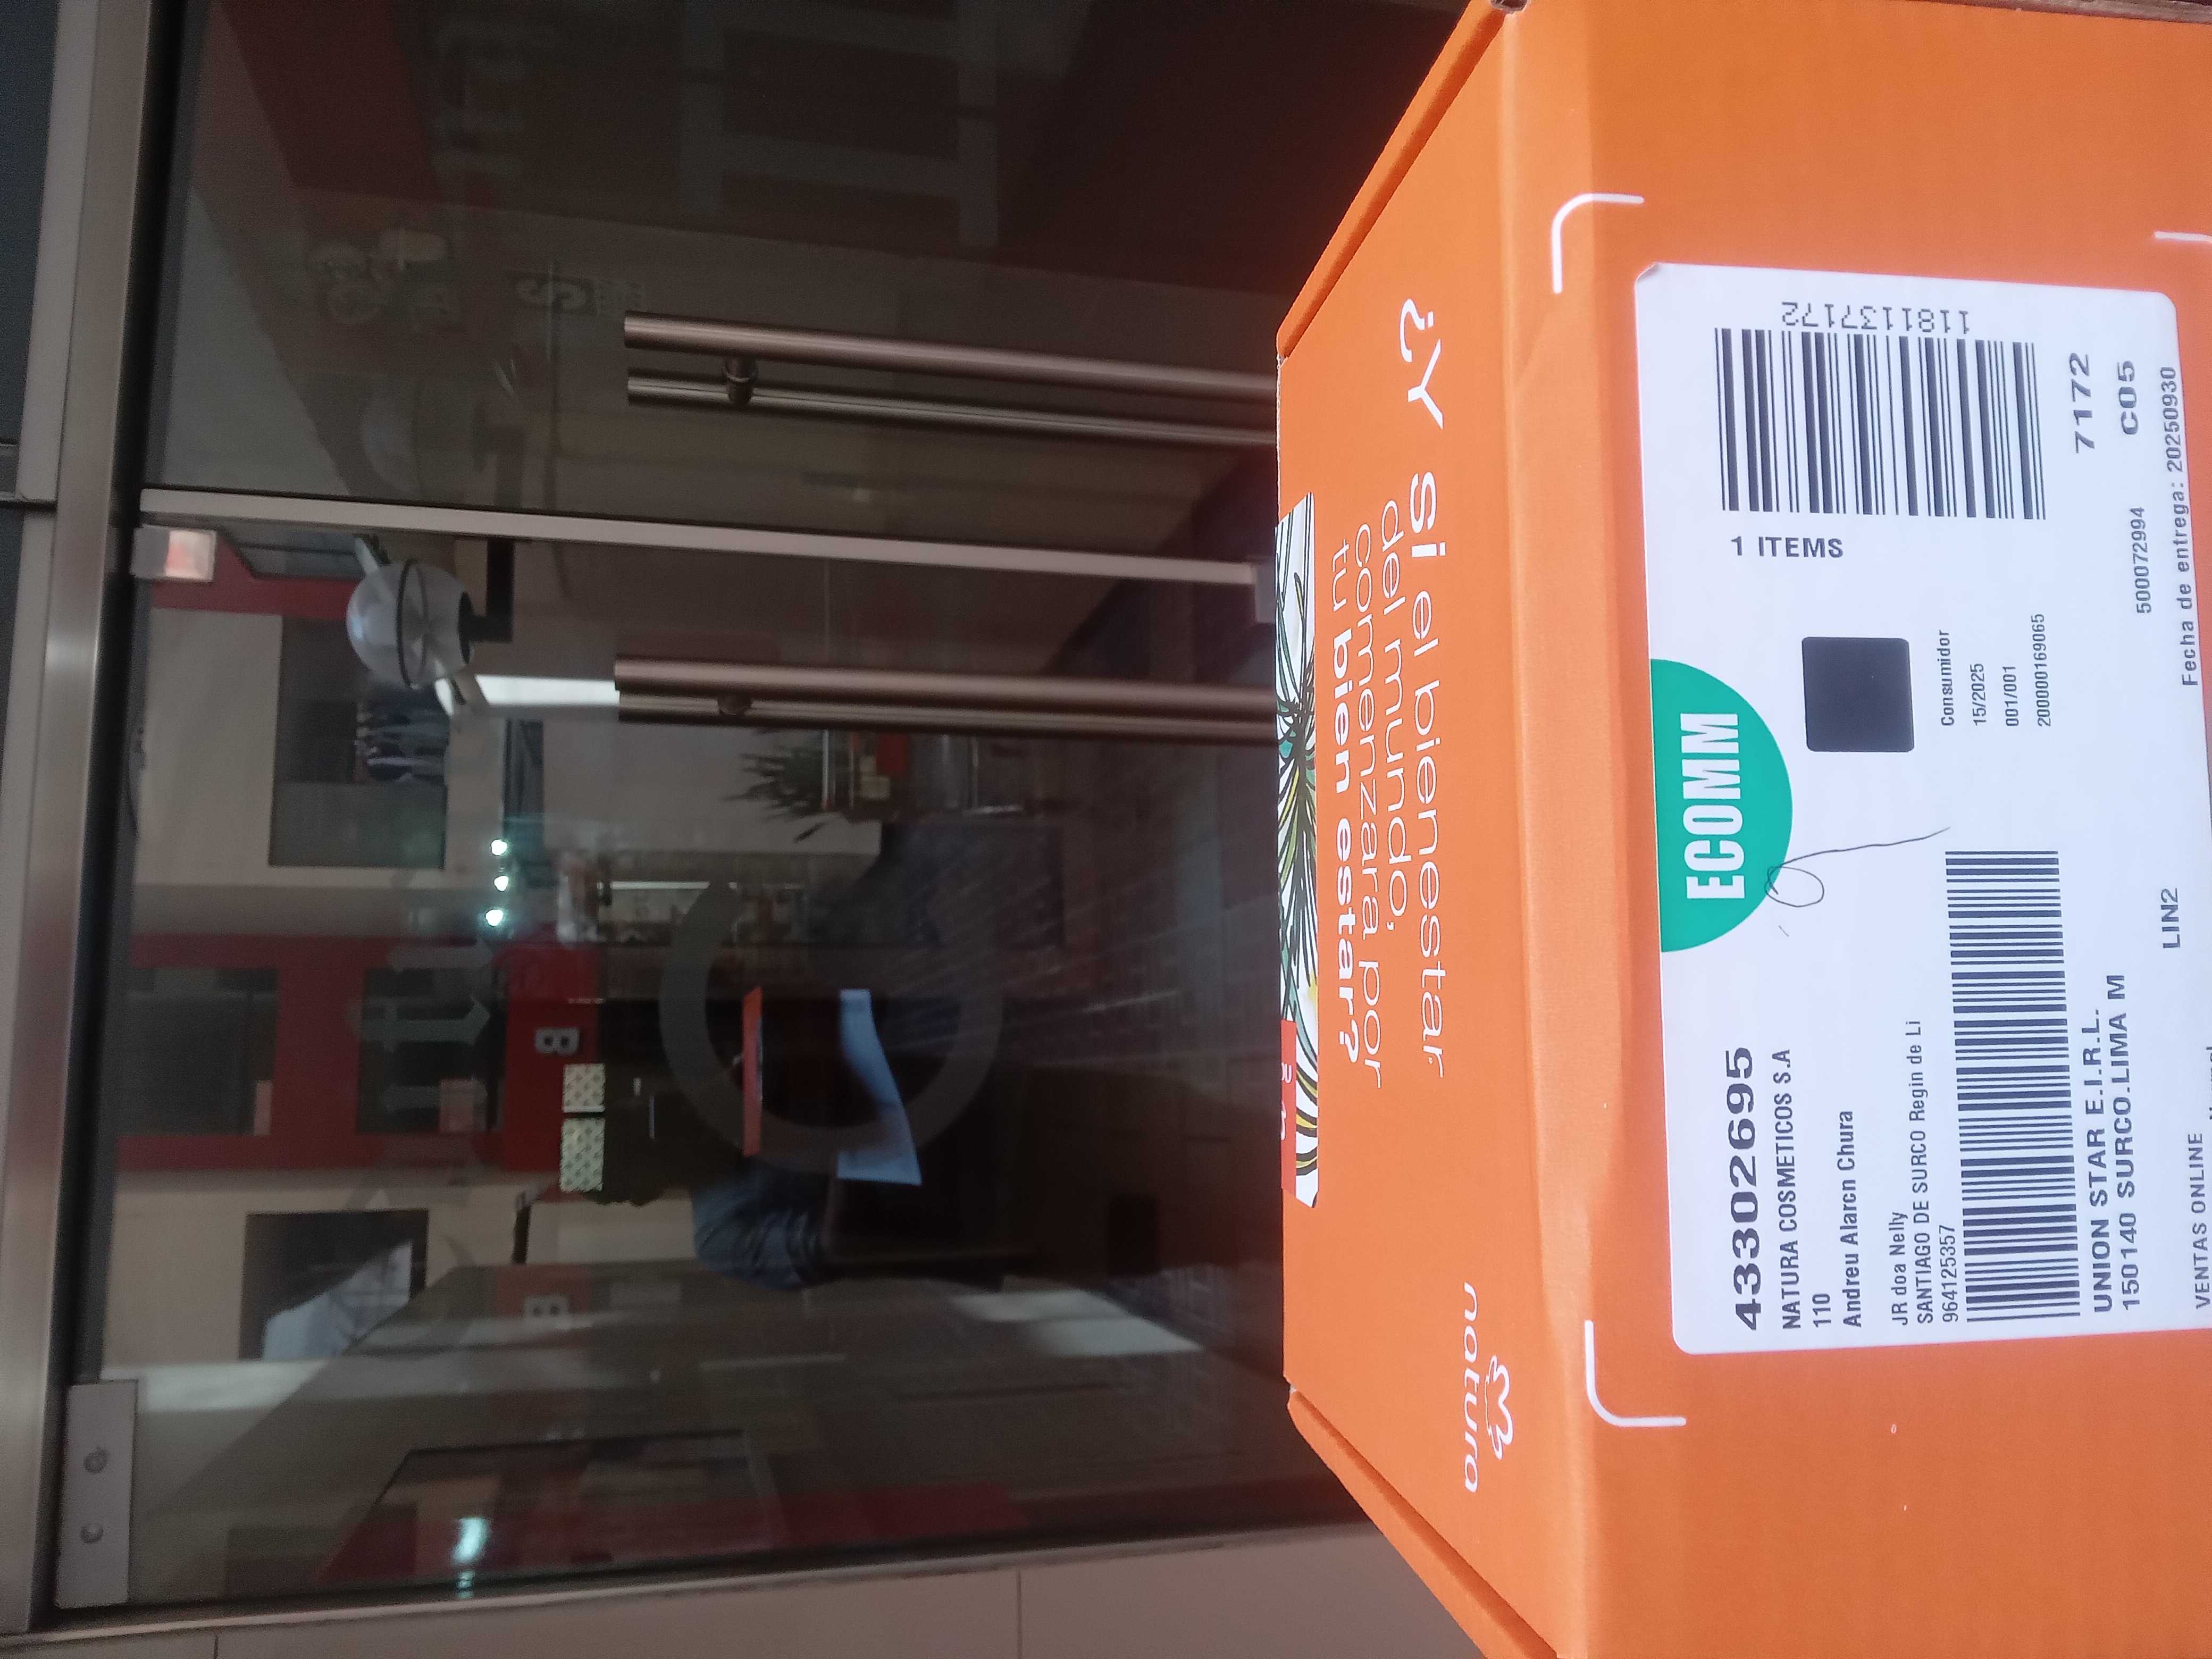 ¿Y si el bienestar
del mundo,
comenzara por
tu bien estar?
natura
ECOMM
43302695
NATURA COSMETICOS S.A
110
Andreu Alarcn Chura
JR doa Nelly
SANTIAGO DE SURCO Regin de Li
964125357
UNION STAR E.I.R.L.
150140 SURCO.LIMA M
LIN2
VENTAS ONLINE
1 ITEMS
1181137172
Consumidor
15/2025
001/001
200000169065
7172
C05
500072994
Fecha de entrega: 20250930
B
B